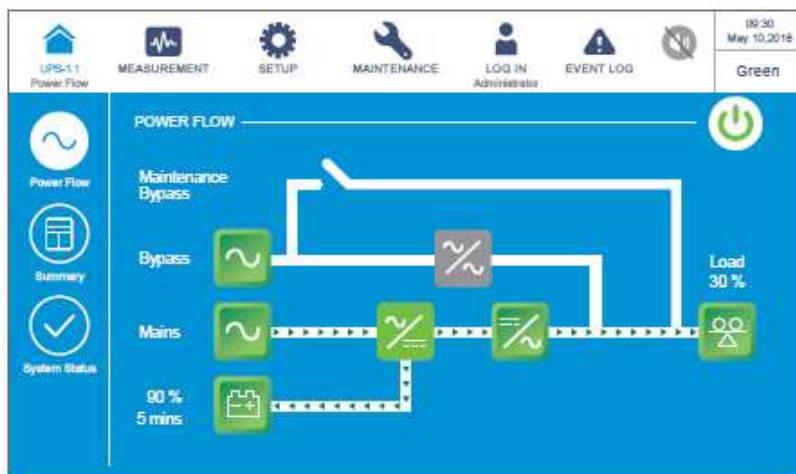 UPS-1.1
Power Flow
MEASUREMENT
SETUP
MAINTENANCE
LOG IN
Administrator
EVENT LOG
09:30
May 10,2018
Green
Power Flow
Summary
System Status
POWER FLOW
Maintenance
Bypass
Bypass
Load
30 %
Mains
90 %
5 mins